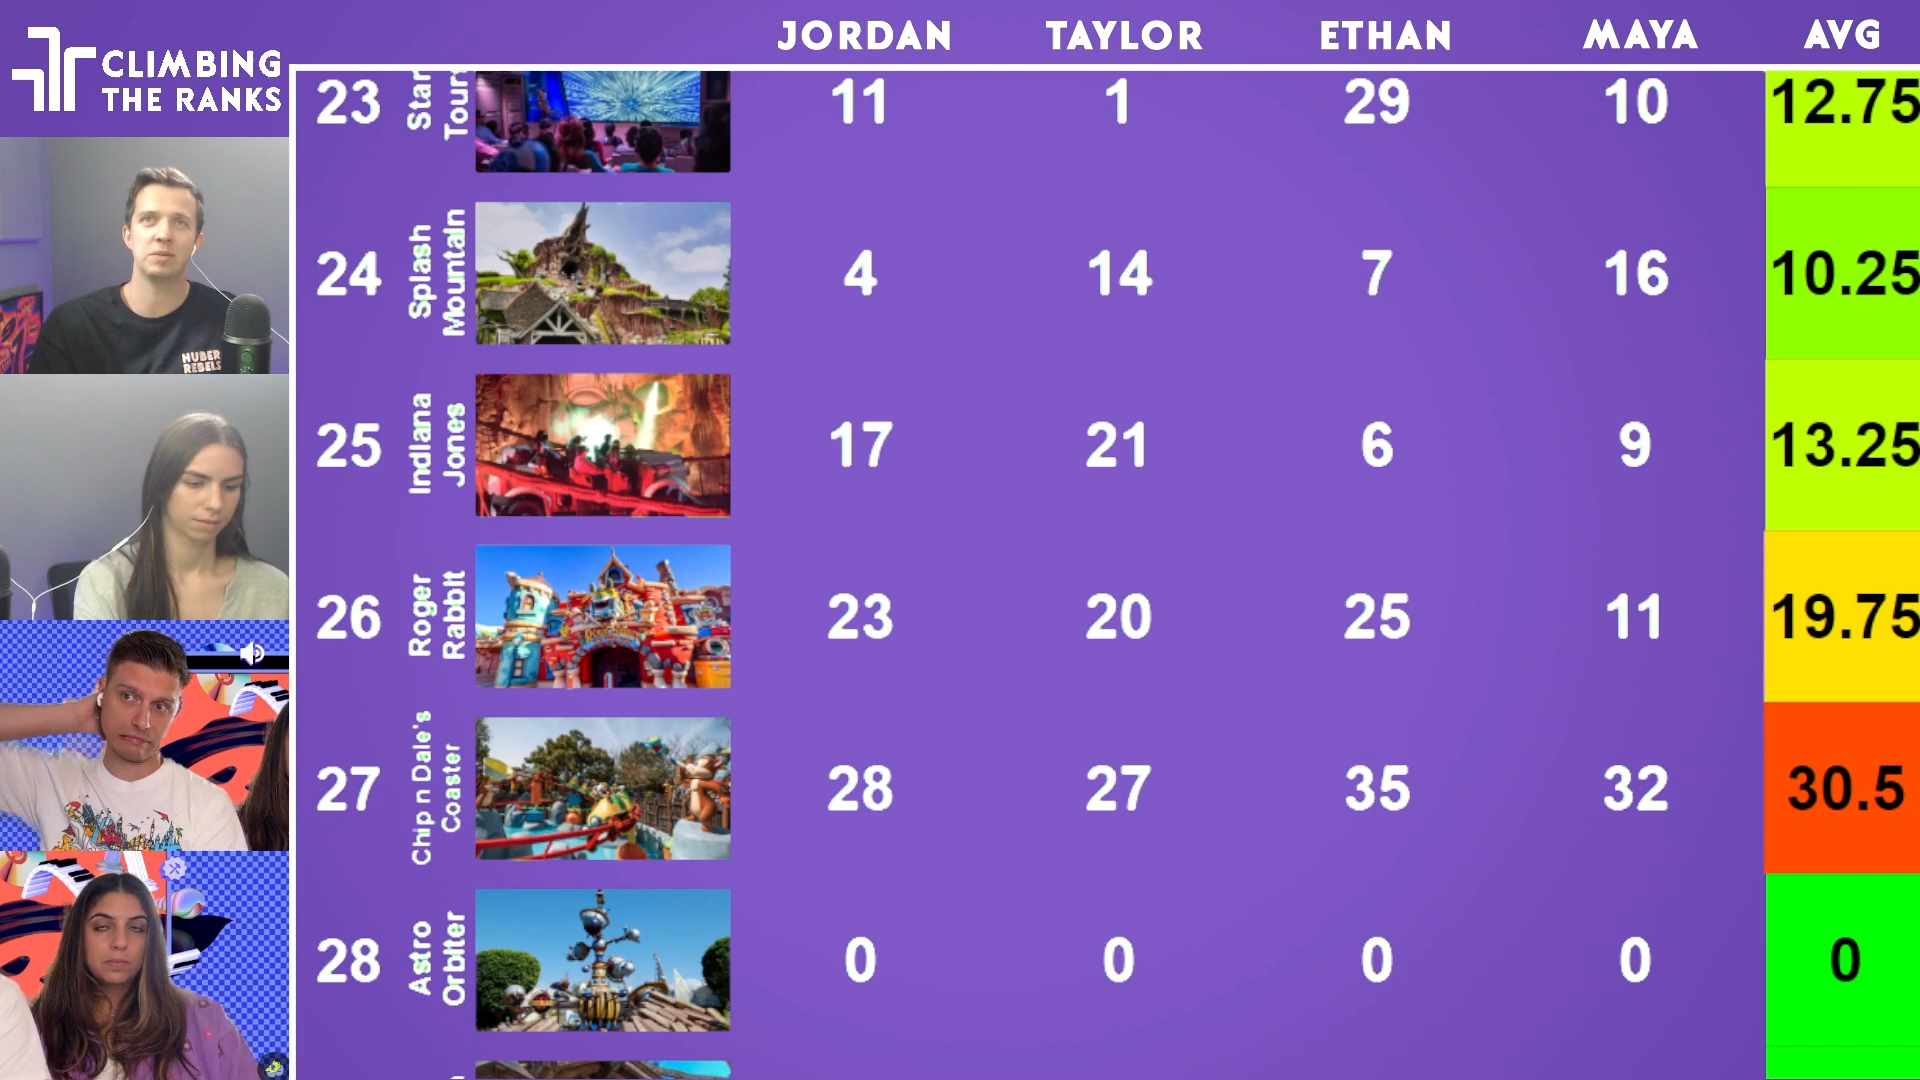 CLIMBING
THE RANKS
JORDAN TAYLOR ETHAN MAYA AVG
23 Star Tours 11 1 29 10 12.75
24 Splash Mountain 4 14 7 16 10.25
25 Indiana Jones 17 21 6 9 13.25
26 Roger Rabbit 23 20 25 11 19.75
27 Chip n Dale's Coaster 28 27 35 32 30.5
28 Astro Orbiter 0 0 0 0 0
HUBER
REBELS